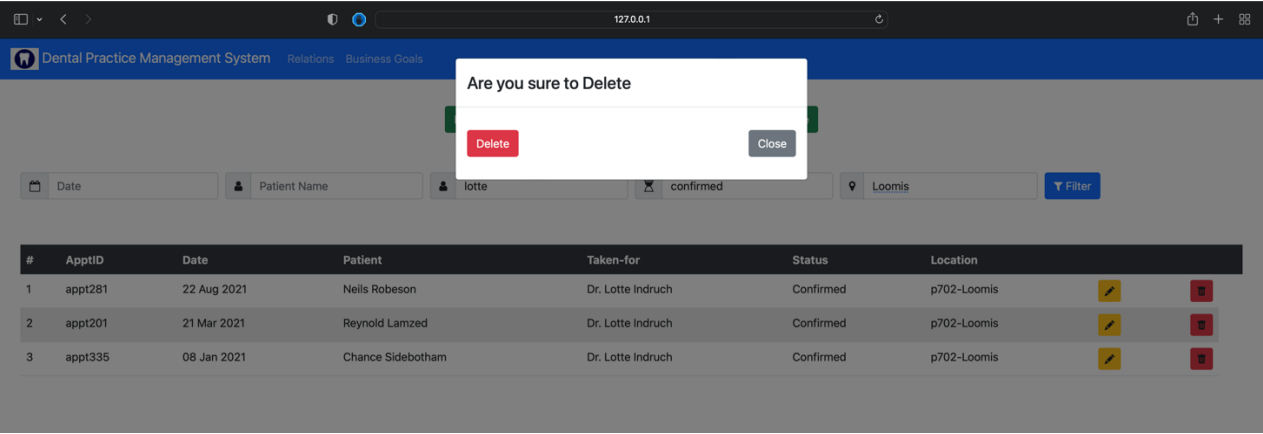 127.0.0.1
Dental Practice Management System Relations Business Goals
Are you sure to Delete
Delete Close
Date Patient Name lotte confirmed Loomis Filter
# ApptID Date Patient Taken-for Status Location
1 appt281 22 Aug 2021 Neils Robeson Dr. Lotte Indruch Confirmed p702-Loomis
2 appt201 21 Mar 2021 Reynold Lamzed Dr. Lotte Indruch Confirmed p702-Loomis
3 appt335 08 Jan 2021 Chance Sidebotham Dr. Lotte Indruch Confirmed p702-Loomis